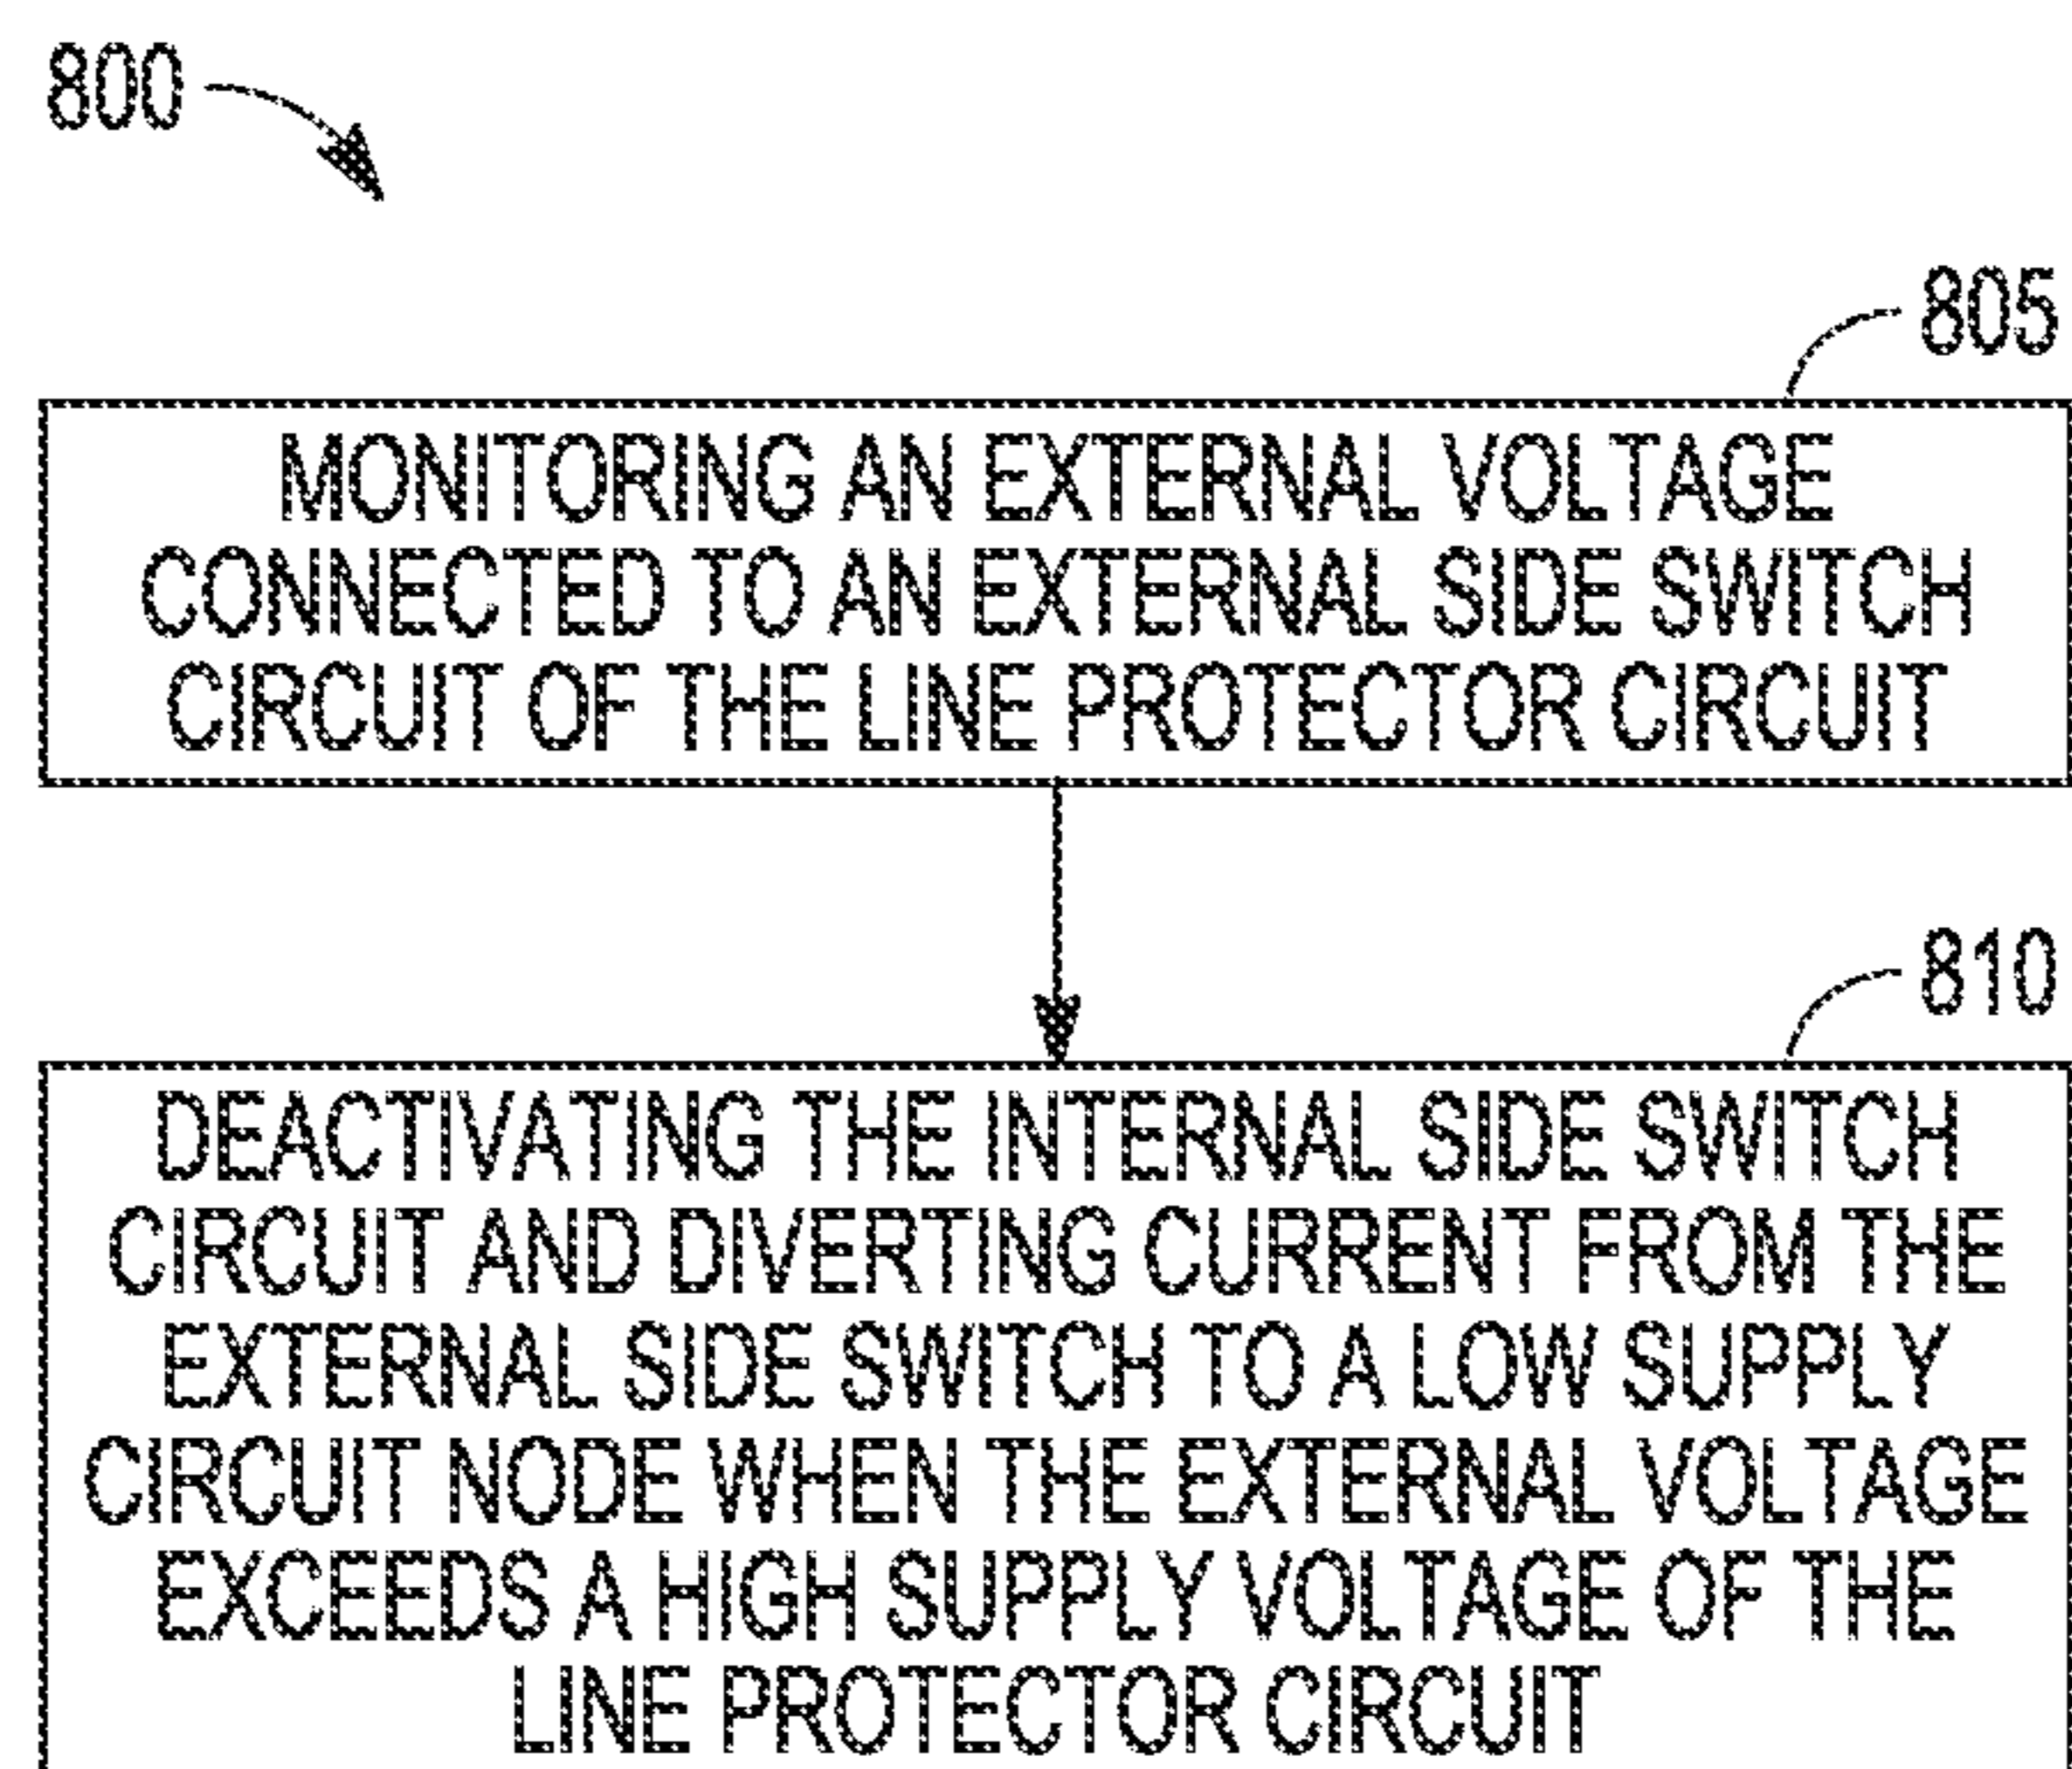 800
805
MONITORING AN EXTERNAL VOLTAGE
CONNECTED TO AN EXTERNAL SIDE SWITCH
CIRCUIT OF THE LINE PROTECTOR CIRCUIT
810
DEACTIVATING THE INTERNAL SIDE SWITCH
CIRCUIT AND DIVERTING CURRENT FROM THE
EXTERNAL SIDE SWITCH TO A LOW SUPPLY
CIRCUIT NODE WHEN THE EXTERNAL VOLTAGE
EXCEEDS A HIGH SUPPLY VOLTAGE OF THE
LINE PROTECTOR CIRCUIT